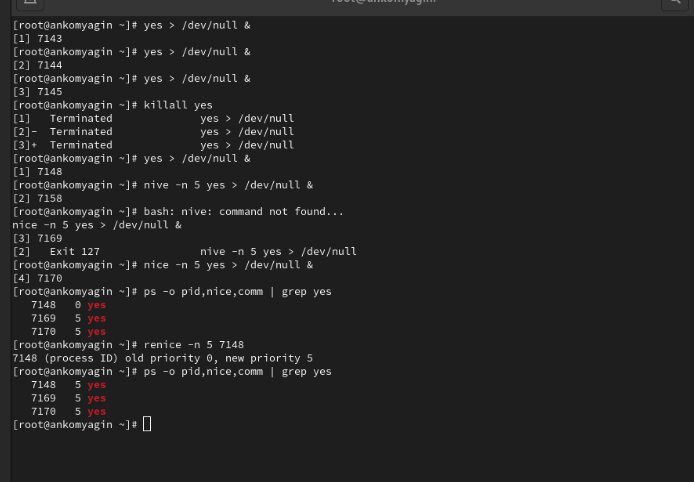 [root@ankomyagin ~]# yes > /dev/null &
[1] 7143
[root@ankomyagin ~]# yes > /dev/null &
[2] 7144
[root@ankomyagin ~]# yes > /dev/null &
[3] 7145
[root@ankomyagin ~]# killall yes
[1]   Terminated              yes > /dev/null
[2]-  Terminated              yes > /dev/null
[3]+  Terminated              yes > /dev/null
[root@ankomyagin ~]# yes > /dev/null &
[1] 7148
[root@ankomyagin ~]# nive -n 5 yes > /dev/null &
[2] 7158
[root@ankomyagin ~]# bash: nive: command not found...
nice -n 5 yes > /dev/null &
[3] 7169
[2]   Exit 127                nive -n 5 yes > /dev/null
[root@ankomyagin ~]# nice -n 5 yes > /dev/null &
[4] 7170
[root@ankomyagin ~]# ps -o pid,nice,comm | grep yes
   7148   0 yes
   7169   5 yes
   7170   5 yes
[root@ankomyagin ~]# renice -n 5 7148
7148 (process ID) old priority 0, new priority 5
[root@ankomyagin ~]# ps -o pid,nice,comm | grep yes
   7148   5 yes
   7169   5 yes
   7170   5 yes
[root@ankomyagin ~]#